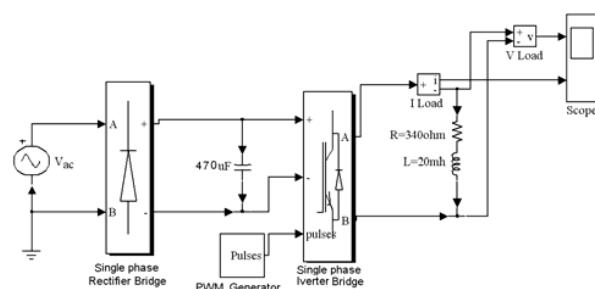 +
V
-
V Load
Scope
+
I
-
I Load
+
Vac
A
B
+
-
470uF
+
-
A
B
pulses
R=340ohm
L=20mh
Pulses
Single phase
Rectifier Bridge
PWM Generator
Single phase
Iverter Bridge